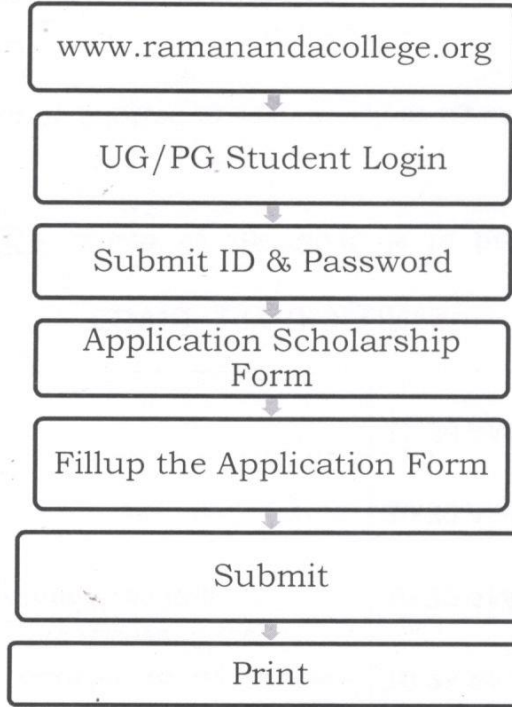 www.ramanandacollege.org
UG/PG Student Login
Submit ID & Password
Application Scholarship
Form
Fillup the Application Form
Submit
Print